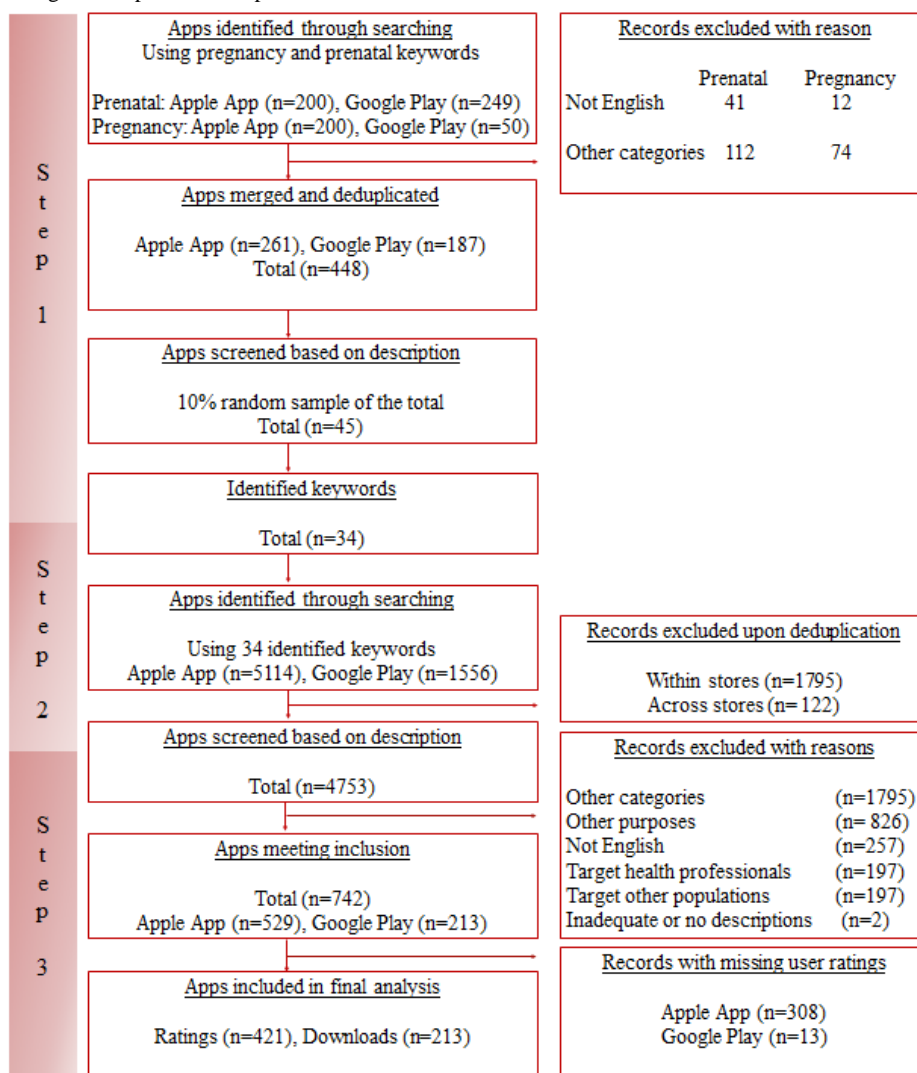 Apps identified through searching
Using pregnancy and prenatal keywords
Prenatal: Apple App (n=200), Google Play (n=249)
Pregnancy: Apple App (n=200), Google Play (n=50)
Records excluded with reason
Prenatal Pregnancy
Not English 41 12
Other categories 112 74
Step 1
Apps merged and deduplicated
Apple App (n=261), Google Play (n=187)
Total (n=448)
Apps screened based on description
10% random sample of the total
Total (n=45)
Identified keywords
Total (n=34)
Step 2
Apps identified through searching
Using 34 identified keywords
Apple App (n=5114), Google Play (n=1556)
Records excluded upon deduplication
Within stores (n=1795)
Across stores (n= 122)
Apps screened based on description
Total (n=4753)
Step 3
Records excluded with reasons
Other categories (n=1795)
Other purposes (n= 826)
Not English (n=257)
Target health professionals (n=197)
Target other populations (n=197)
Inadequate or no descriptions (n=2)
Apps meeting inclusion
Total (n=742)
Apple App (n=529), Google Play (n=213)
Records with missing user ratings
Apple App (n=308)
Google Play (n=13)
Apps included in final analysis
Ratings (n=421), Downloads (n=213)